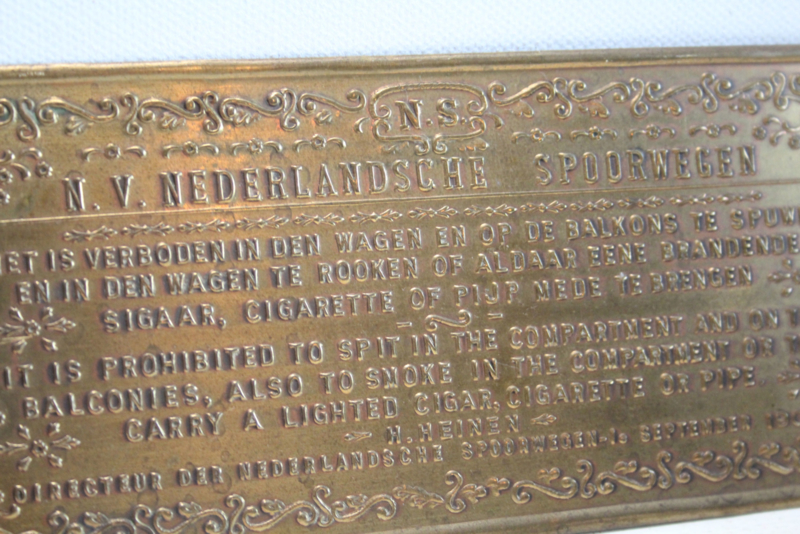 N.S.
N. V. NEDERLANDSCHE SPOORWEGEN
HET IS VERBODEN IN DEN WAGEN EN OP DE BALKONS TE SPUW
EN IN DEN WAGEN TE ROOKEN OF ALDAAR EENE BRANDENDE
SIGAAR, CIGARETTE OF PIJP MEDE TE BRENGEN
IT IS PROHIBITED TO SPIT IN THE COMPARTMENT AND ON T
BALCONIES, ALSO TO SMOKE IN THE COMPARTMENT OR T
CARRY A LIGHTED CIGAR, CIGARETTE OR PIPE.
H. HEINEN
DIRECTEUR DER NEDERLANDSCHE SPOORWEGEN-1. SEPTEMBER